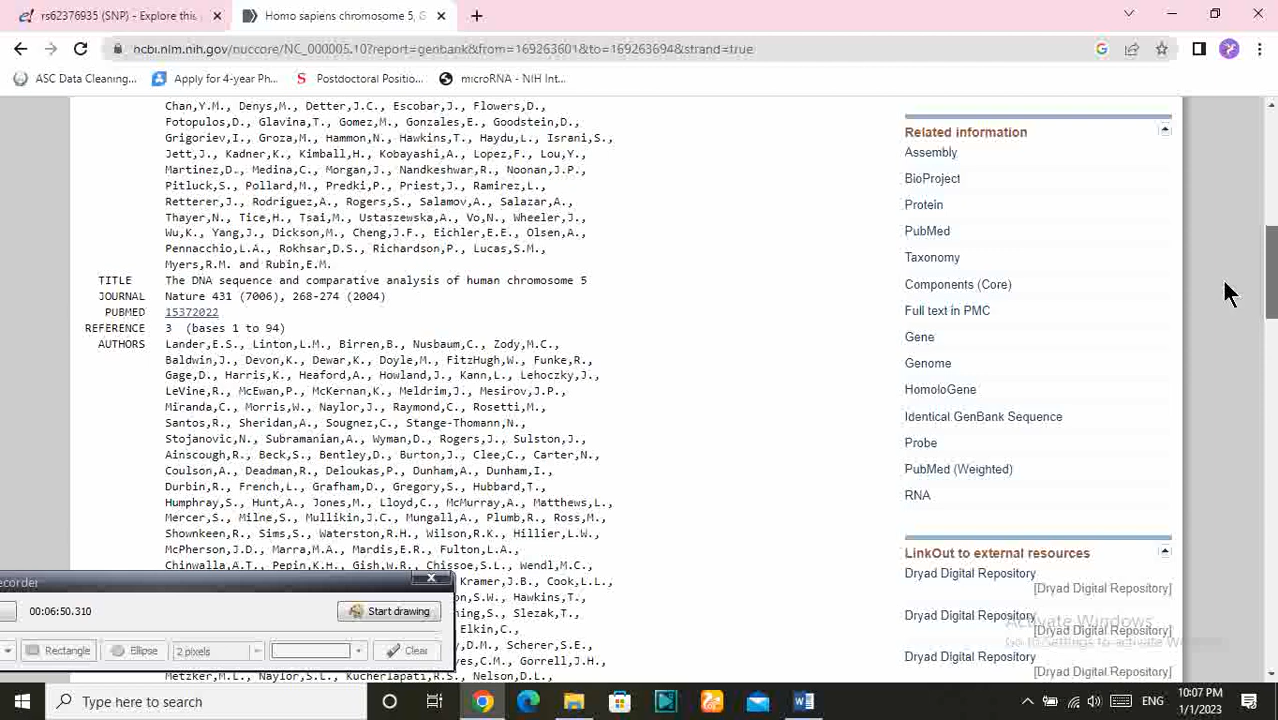 rs62376935 (SNP) - Explore this
Homo sapiens chromosome 5, G
ncbi.nlm.nih.gov/nuccore/NC_000005.10?report=genbank&from=169263601&to=169263694&strand=true
ASC Data Cleaning...
Apply for 4-year Ph...
Postdoctoral Positio...
microRNA - NIH Int...
Chan,Y.M., Denys,M., Detter,J.C., Escobar,J., Flowers,D.,
Fotopulos,D., Glavina,T., Gomez,M., Gonzales,E., Goodstein,D.,
Grigoriev,I., Groza,M., Hammon,N., Hawkins,T., Haydu,L., Israni,S.,
Jett,J., Kadner,K., Kimball,H., Kobayashi,A., Lopez,F., Lou,Y.,
Martinez,D., Medina,C., Morgan,J., Nandkeshwar,R., Noonan,J.P.,
Pitluck,S., Pollard,M., Predki,P., Priest,J., Ramirez,L.,
Retterer,J., Rodriguez,A., Rogers,S., Salamov,A., Salazar,A.,
Thayer,N., Tice,H., Tsai,M., Ustaszewska,A., Vo,N., Wheeler,J.,
Wu,K., Yang,J., Dickson,M., Cheng,J.F., Eichler,E.E., Olsen,A.,
Pennacchio,L.A., Rokhsar,D.S., Richardson,P., Lucas,S.M.,
Myers,R.M. and Rubin,E.M.
TITLE The DNA sequence and comparative analysis of human chromosome 5
JOURNAL Nature 431 (7006), 268-274 (2004)
PUBMED 15372022
REFERENCE 3 (bases 1 to 94)
AUTHORS Lander,E.S., Linton,L.M., Birren,B., Nusbaum,C., Zody,M.C.,
Baldwin,J., Devon,K., Dewar,K., Doyle,M., FitzHugh,W., Funke,R.,
Gage,D., Harris,K., Heaford,A., Howland,J., Kann,L., Lehoczky,J.,
LeVine,R., McEwan,P., McKernan,K., Meldrim,J., Mesirov,J.P.,
Miranda,C., Morris,W., Naylor,J., Raymond,C., Rosetti,M.,
Santos,R., Sheridan,A., Sougnez,C., Stange-Thomann,N.,
Stojanovic,N., Subramanian,A., Wyman,D., Rogers,J., Sulston,J.,
Ainscough,R., Beck,S., Bentley,D., Burton,J., Clee,C., Carter,N.,
Coulson,A., Deadman,R., Deloukas,P., Dunham,A., Dunham,I.,
Durbin,R., French,L., Grafham,D., Gregory,S., Hubbard,T.,
Humphray,S., Hunt,A., Jones,M., Lloyd,C., McMurray,A., Matthews,L.,
Mercer,S., Milne,S., Mullikin,J.C., Mungall,A., Plumb,R., Ross,M.,
Shownkeen,R., Sims,S., Waterston,R.H., Wilson,R.K., Hillier,L.W.,
McPherson,J.D., Marra,M.A., Mardis,E.R., Fulton,L.A.,
Chinwalla,A.T., Pepin,K.H., Gish,W.R., Chissoe,S.L., Wendl,M.C.,
Kramer,J.B., Cook,L.L.,
n,S.W., Hawkins,T.,
ning,S., Slezak,T.,
Elkin,C.,
y,D.M., Scherer,S.E.,
yes,C.M., Gorrell,J.H.,
Metzker,M.L., Naylor,S.L., Kucherlapati,R.S., Nelson,D.L.,
Related information
Assembly
BioProject
Protein
PubMed
Taxonomy
Components (Core)
Full text in PMC
Gene
Genome
HomoloGene
Identical GenBank Sequence
Probe
PubMed (Weighted)
RNA
LinkOut to external resources
Dryad Digital Repository
[Dryad Digital Repository]
Dryad Digital Repository
[Dryad Digital Repository]
Dryad Digital Repository
[Dryad Digital Repository]
Activate Windows
Go to Settings to activate Windows
ecorder
00:06:50.310
Start drawing
Rectangle
Ellipse
2 pixels
Clear
Type here to search
ENG
10:07 PM
1/1/2023